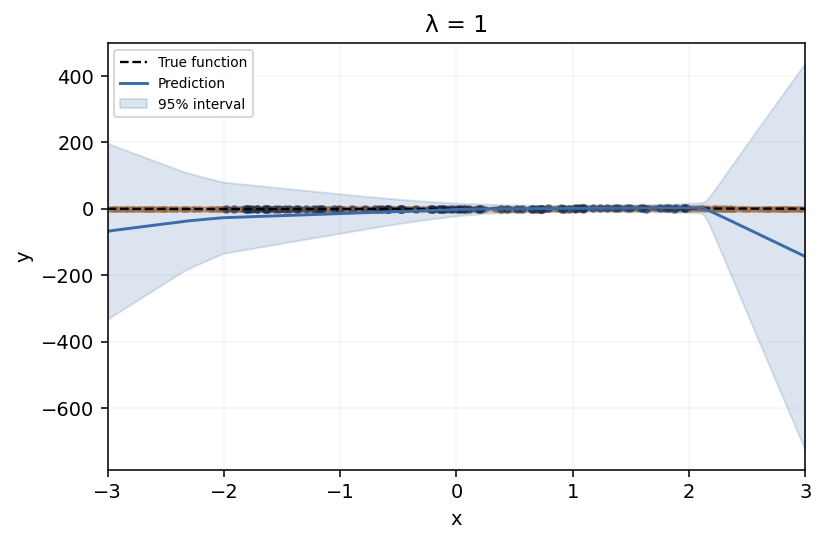 λ = 1
True function
Prediction
95% interval
400
200
0
−200
−400
−600
y
−3
−2
−1
0
1
2
3
x